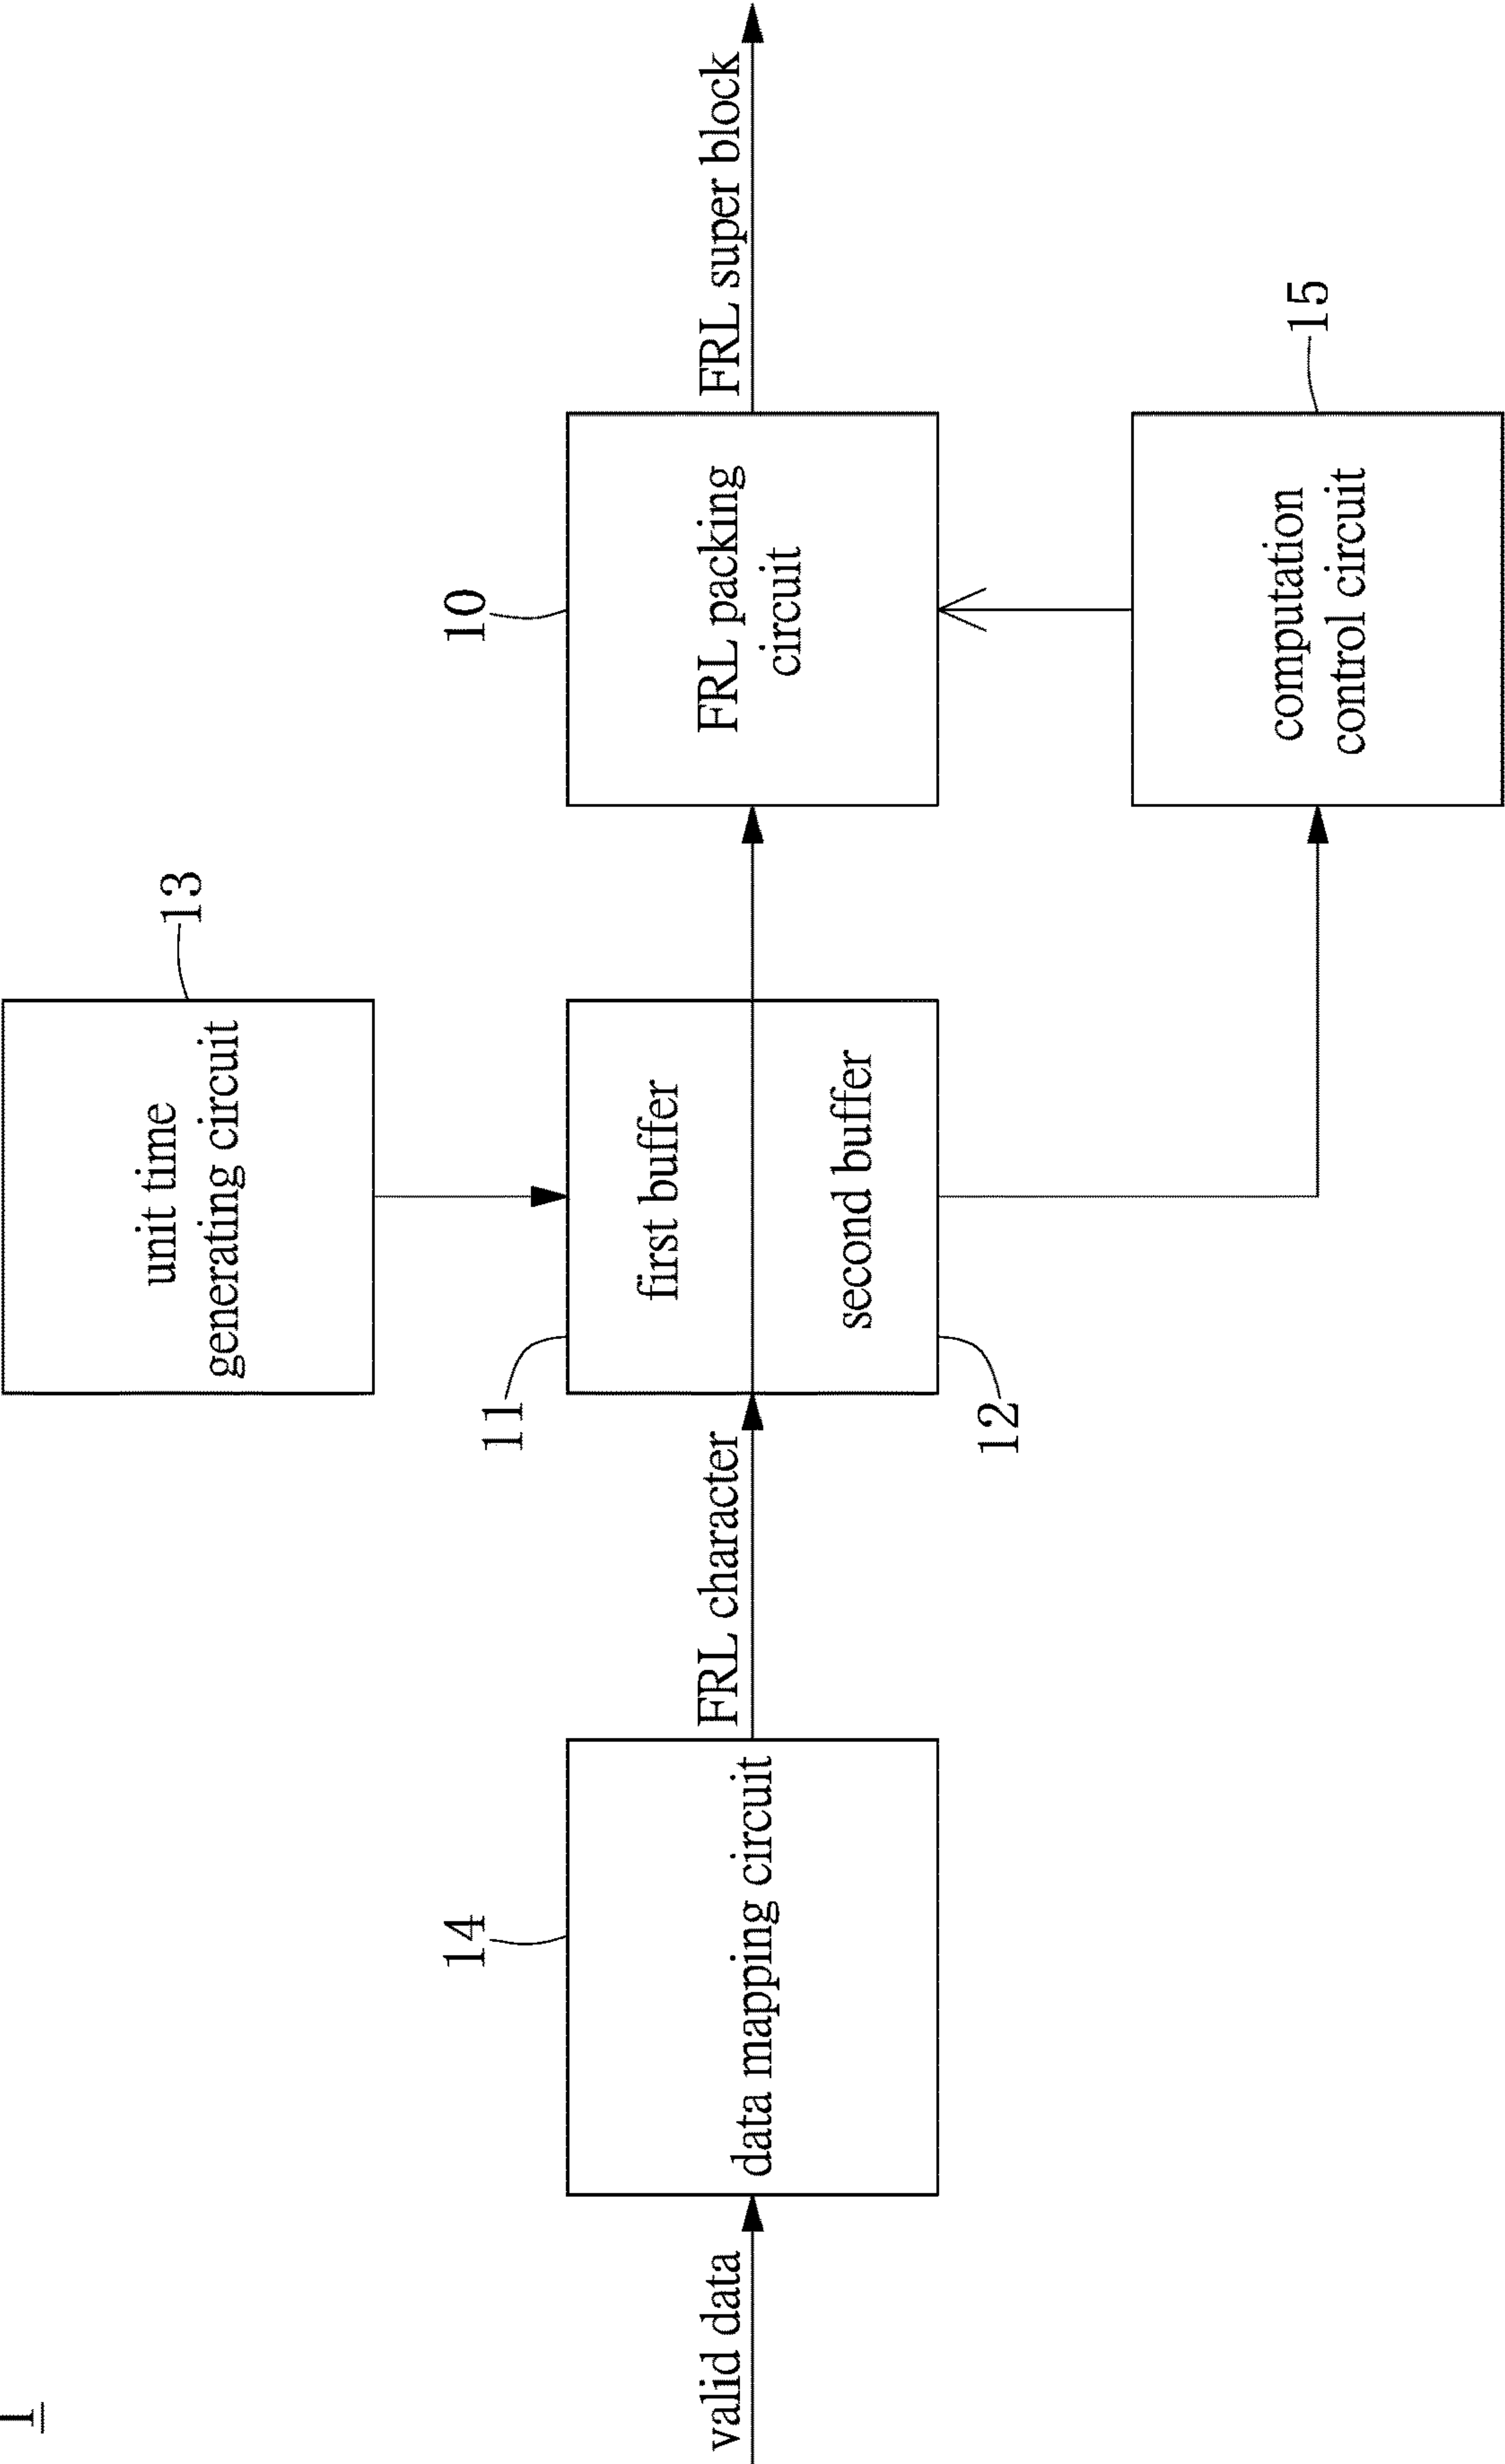 1
unit time
generating circuit
13
valid data
14
data mapping circuit
FRL character
11
first buffer
second buffer
12
10
FRL packing
circuit
FRL super block
computation
control circuit
15